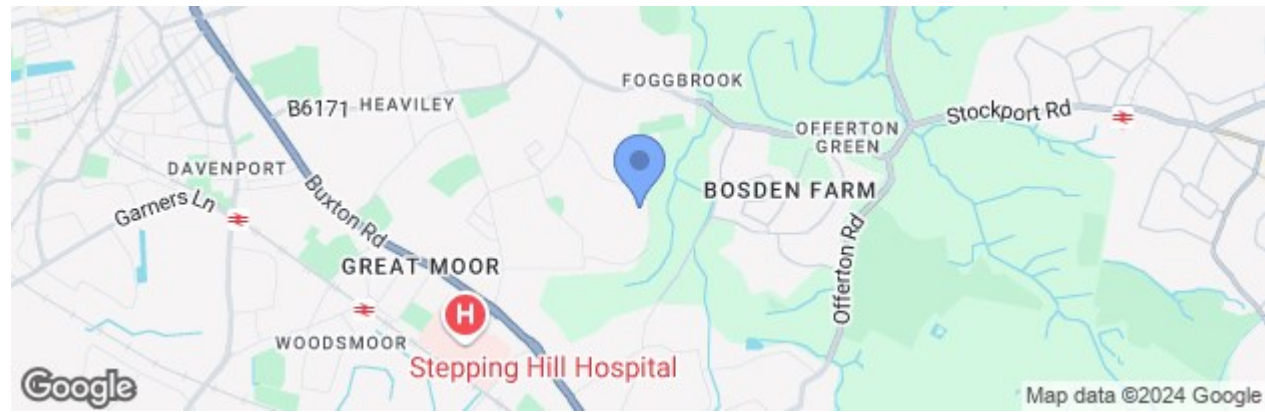 FOGGBROOK
B6171
HEAVILEY
Stockport Rd
OFFERTON
GREEN
DAVENPORT
BOSDEN FARM
Garners Ln
Buxton Rd
Offerton Rd
GREAT MOOR
H
WOODSMOOR
Stepping Hill Hospital
Google
Map data ©2024 Google